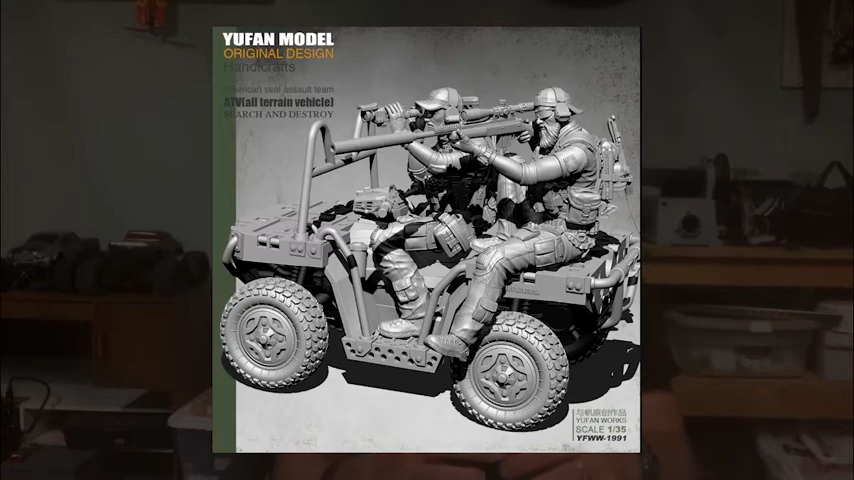 YUFAN MODEL
ORIGINAL DESIGN
Handicrafts
american seal assault team
ATV(all terrain vehicle)
SEARCH AND DESTROY
与帆原创作品
YUFAN WORKS
SCALE 1/35
YFWW-1991